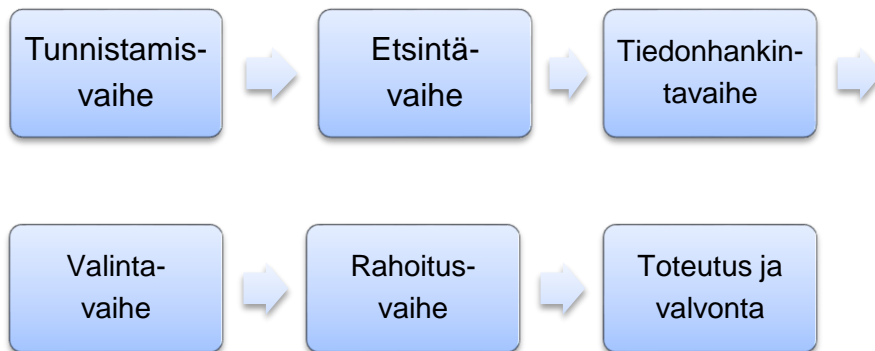 Tunnistamis-
vaihe
Etsintä-
vaihe
Tiedonhankin-
tavaihe
Valinta-
vaihe
Rahoitus-
vaihe
Toteutus ja
valvonta